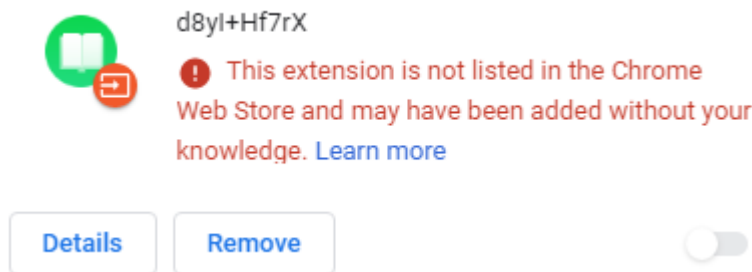 d8yI+Hf7rX
This extension is not listed in the Chrome
Web Store and may have been added without your
knowledge. Learn more
Details Remove